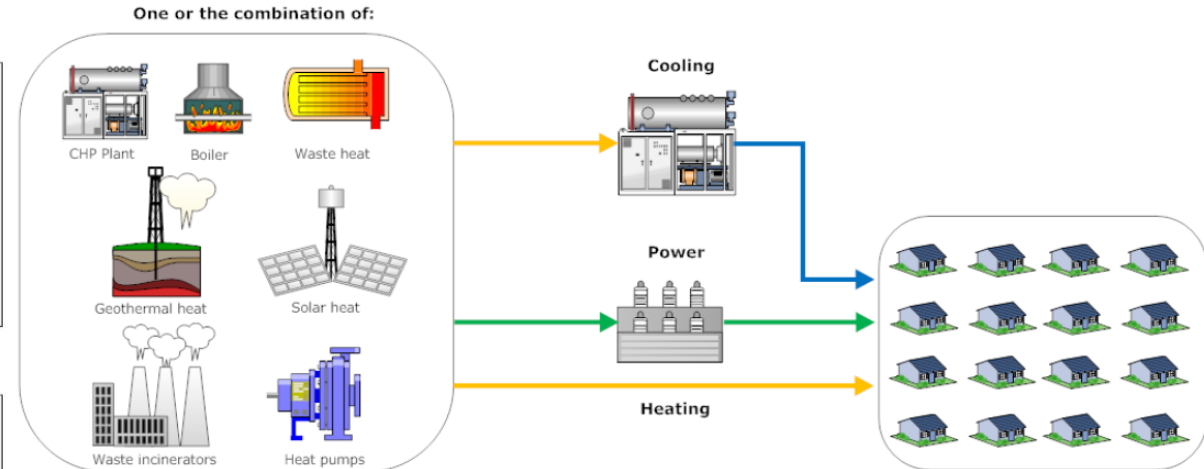 One or the combination of:
CHP Plant
Boiler
Waste heat
Geothermal heat
Solar heat
Waste incinerators
Heat pumps
Cooling
Power
Heating